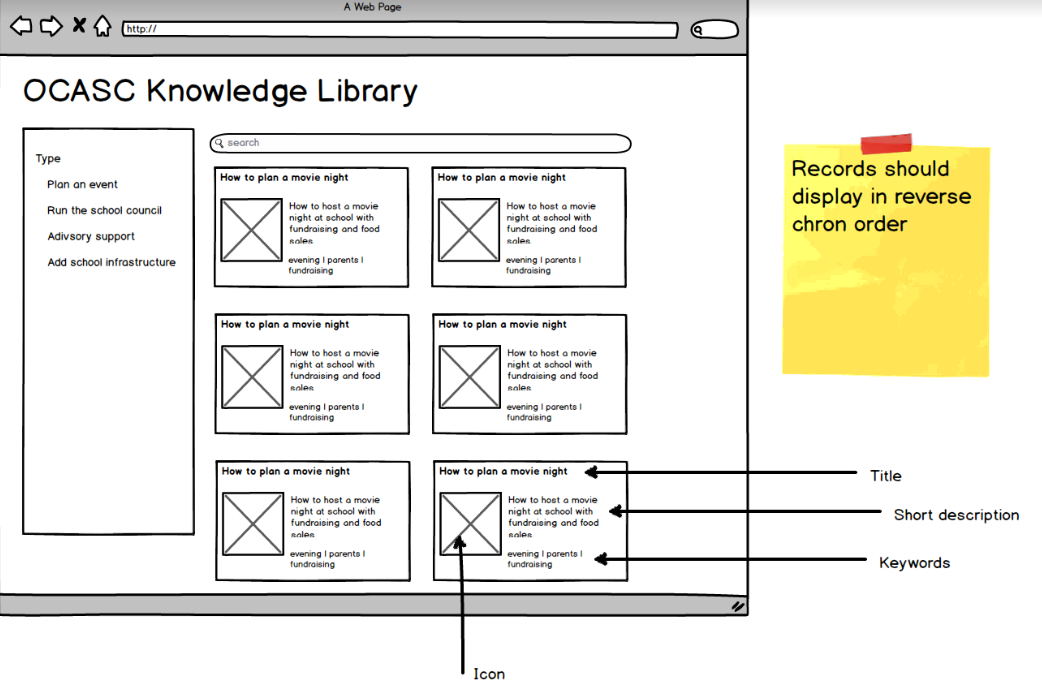 A Web Page
http://
OCASC Knowledge Library
Type
Plan an event
Run the school council
Adivsory support
Add school infrastructure
search
How to plan a movie night
How to host a movie
night at school with
fundraising and food
sales
evening | parents |
fundraising
How to plan a movie night
How to host a movie
night at school with
fundraising and food
sales
evening | parents |
fundraising
How to plan a movie night
How to host a movie
night at school with
fundraising and food
sales
evening | parents |
fundraising
How to plan a movie night
How to host a movie
night at school with
fundraising and food
sales
evening | parents |
fundraising
How to plan a movie night
How to host a movie
night at school with
fundraising and food
sales
evening | parents |
fundraising
How to plan a movie night
How to host a movie
night at school with
fundraising and food
sales
evening | parents |
fundraising
Records should
display in reverse
chron order
Title
Short description
Keywords
Icon